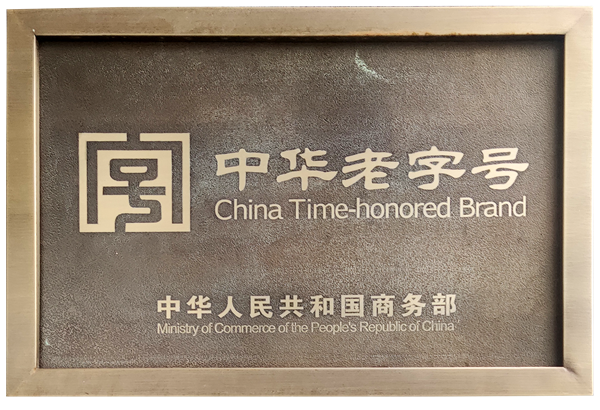 中华老字号
China Time-honored Brand
中华人民共和国商务部
Ministry of Commerce of the People's Republic of China